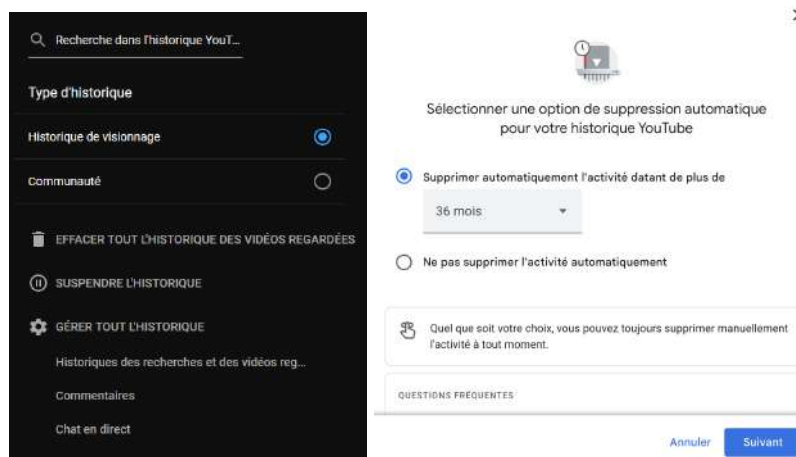 Recherche dans l'historique YouT...
Type d'historique
Historique de visionnage
Communauté
EFFACER TOUT L'HISTORIQUE DES VIDÉOS REGARDÉES
SUSPENDRE L'HISTORIQUE
GÉRER TOUT L'HISTORIQUE
Historiques des recherches et des vidéos reg...
Commentaires
Chat en direct
Sélectionner une option de suppression automatique
pour votre historique YouTube
Supprimer automatiquement l'activité datant de plus de
36 mois
Ne pas supprimer l'activité automatiquement
Quel que soit votre choix, vous pouvez toujours supprimer manuellement
l'activité à tout moment.
QUESTIONS FRÉQUENTES
Annuler
Suivant